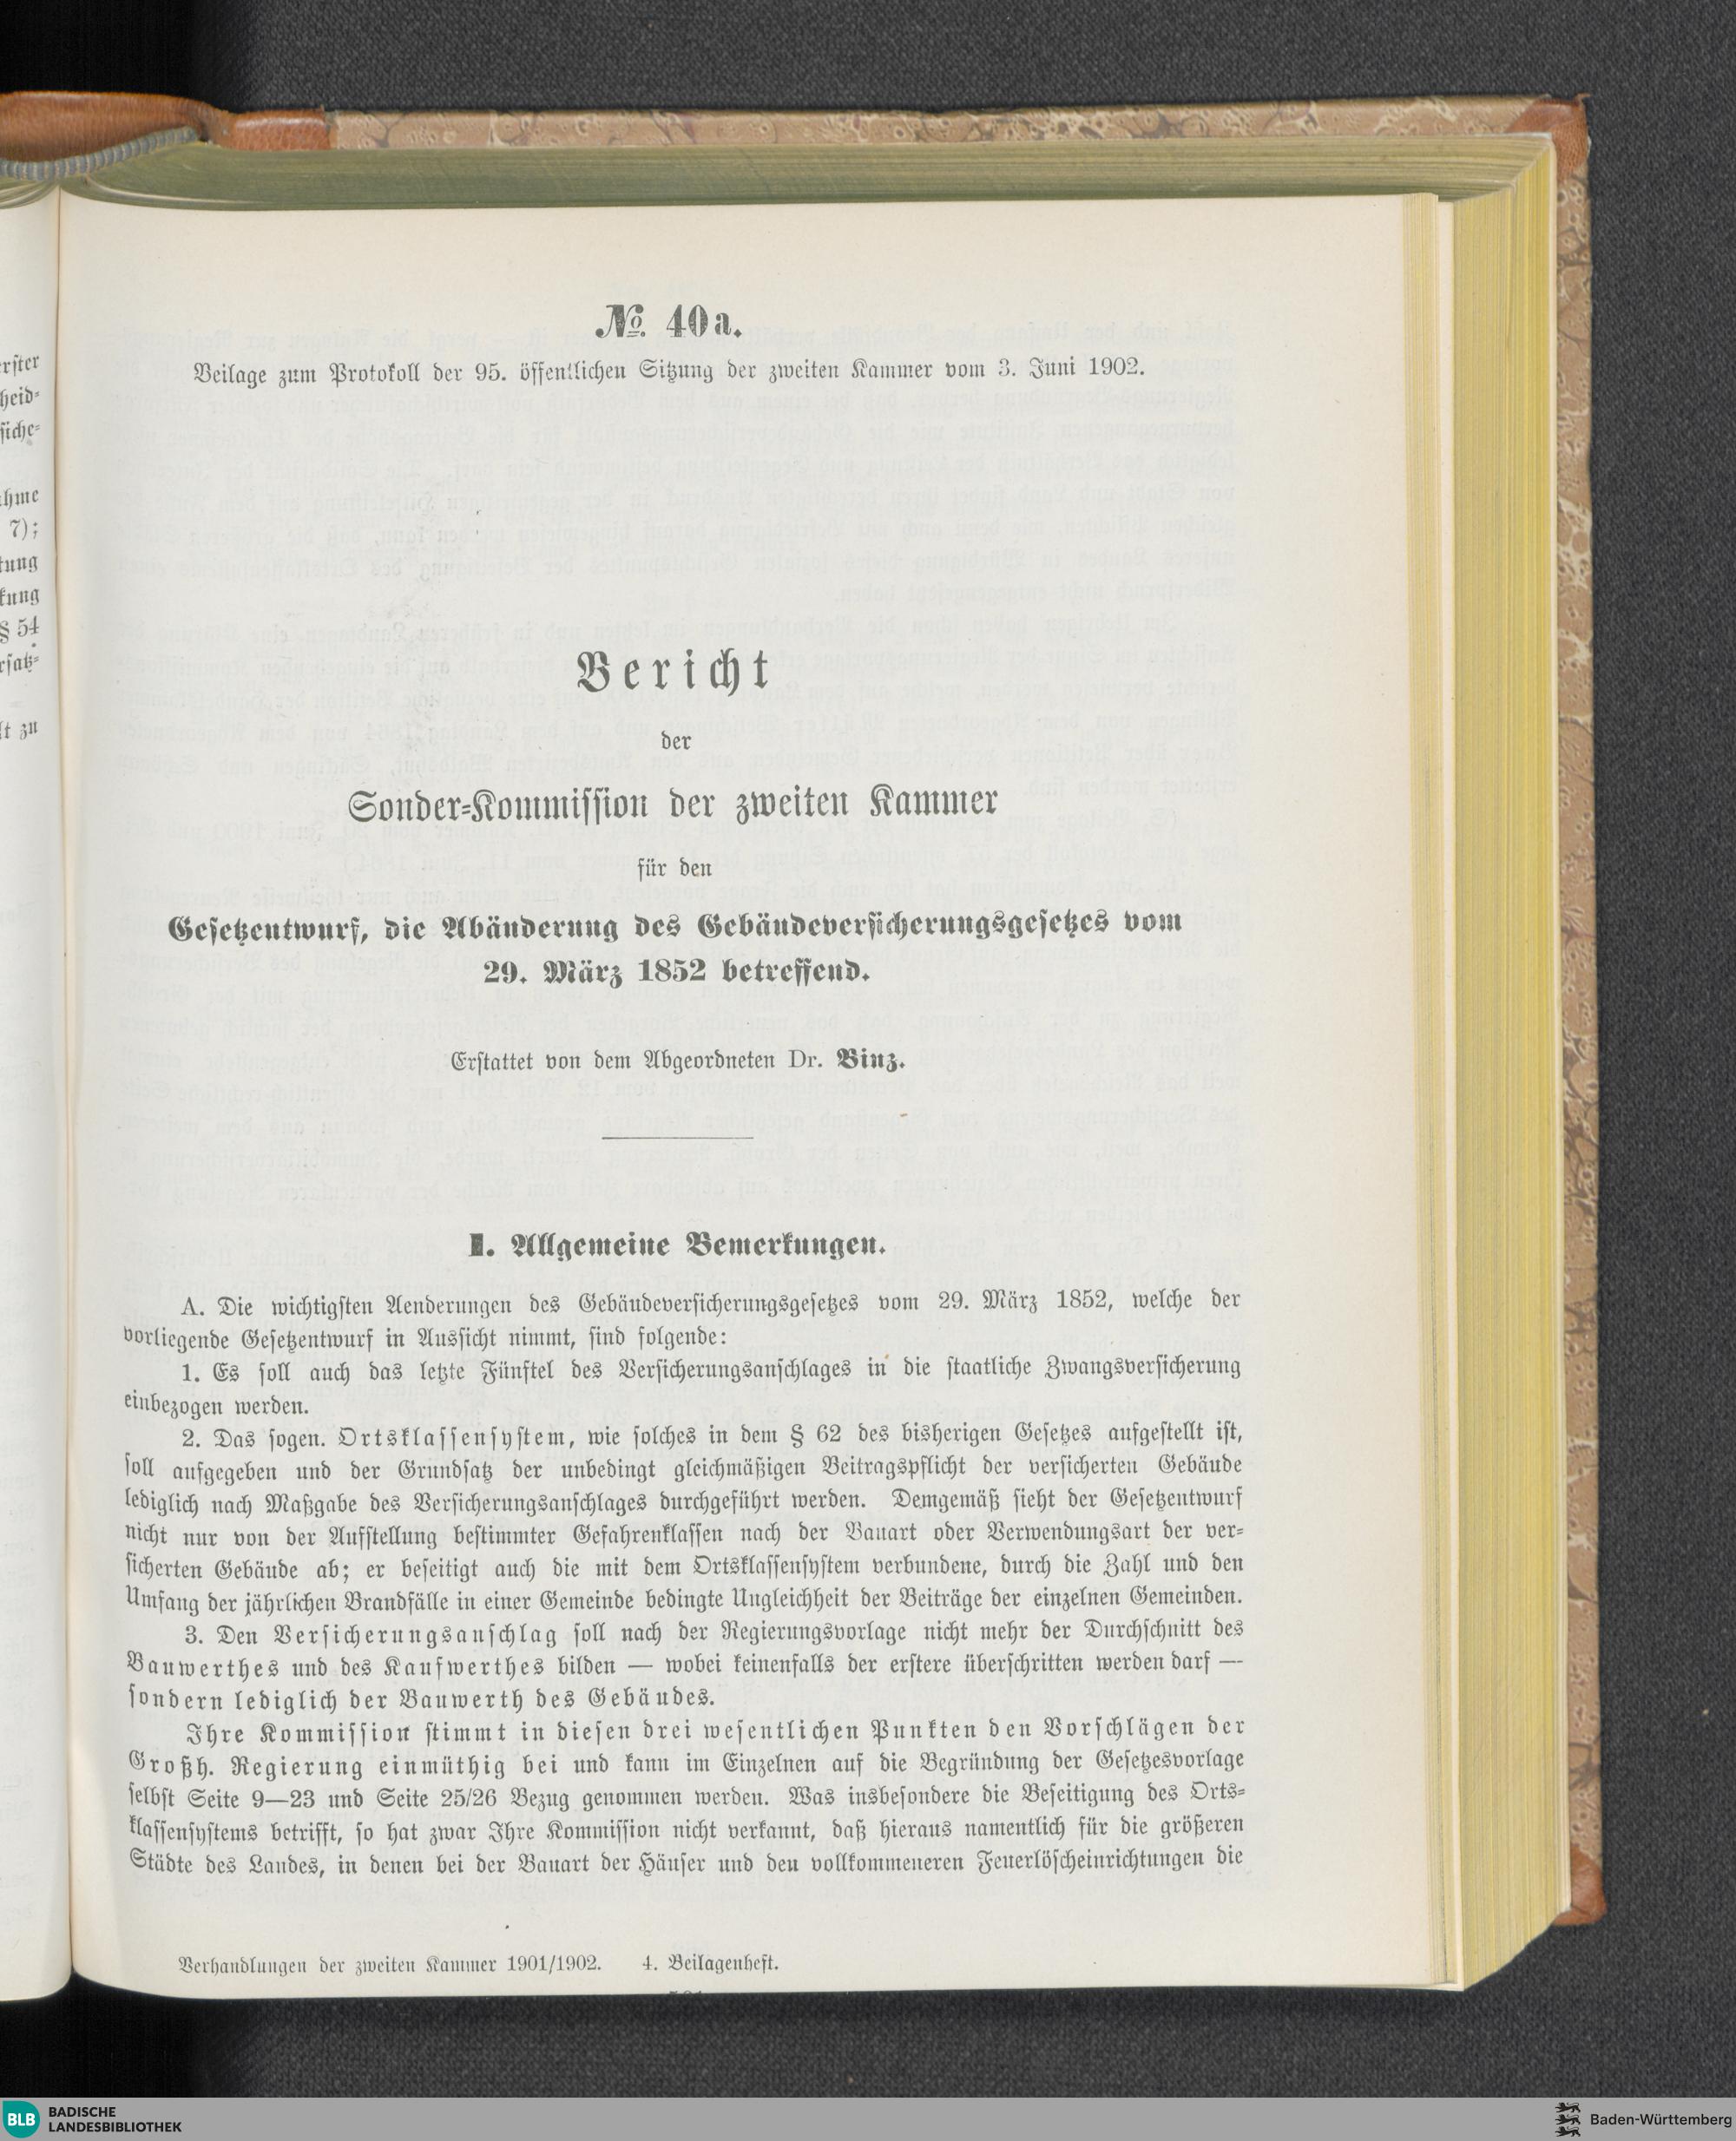 № 40a.
Beilage zum Protokoll der 95. öffentlichen Sitzung der zweiten Kammer vom 3. Juni 1902.
Bericht
der
Sonder-Kommission der zweiten Kammer
für den
Gesetzentwurf, die Abänderung des Gebäudeversicherungsgesetzes vom
29. März 1852 betreffend.
Erstattet von dem Abgeordneten Dr. Binz.
I. Allgemeine Bemerkungen.
A. Die wichtigsten Aenderungen des Gebäudeversicherungsgesetzes vom 29. März 1852, welche der
vorliegende Gesetzentwurf in Aussicht nimmt, sind folgende:
1. Es soll auch das letzte Fünftel des Versicherungsanschlages in die staatliche Zwangsversicherung
einbezogen werden.
2. Das sogen. Ortsklassensystem, wie solches in dem § 62 des bisherigen Gesetzes aufgestellt ist,
soll aufgegeben und der Grundsatz der unbedingt gleichmäßigen Beitragspflicht der versicherten Gebäude
lediglich nach Maßgabe des Versicherungsanschlages durchgeführt werden. Demgemäß sieht der Gesetzentwurf
nicht nur von der Aufstellung bestimmter Gefahrenklassen nach der Bauart oder Verwendungsart der ver-
sicherten Gebäude ab; er beseitigt auch die mit dem Ortsklassensystem verbundene, durch die Zahl und den
Umfang der jährlichen Brandfälle in einer Gemeinde bedingte Ungleichheit der Beiträge der einzelnen Gemeinden.
3. Den Versicherungsanschlag soll nach der Regierungsvorlage nicht mehr der Durchschnitt des
Bauwerthes und des Kaufwerthes bilden — wobei keinenfalls der erstere überschritten werden darf —
sondern lediglich der Bauwerth des Gebäudes.
Ihre Kommission stimmt in diesen drei wesentlichen Punkten den Vorschlägen der
Großh. Regierung einmüthig bei und kann im Einzelnen auf die Begründung der Gesetzesvorlage
selbst Seite 9—23 und Seite 25/26 Bezug genommen werden. Was insbesondere die Beseitigung des Orts-
klassensystems betrifft, so hat zwar Ihre Kommission nicht verkannt, daß hieraus namentlich für die größeren
Städte des Landes, in denen bei der Bauart der Häuser und den vollkommeneren Feuerlöscheinrichtungen die
Verhandlungen der zweiten Kammer 1901/1902. 4. Beilagenheft.
BLB BADISCHE
LANDESBIBLIOTHEK
Baden-Württemberg